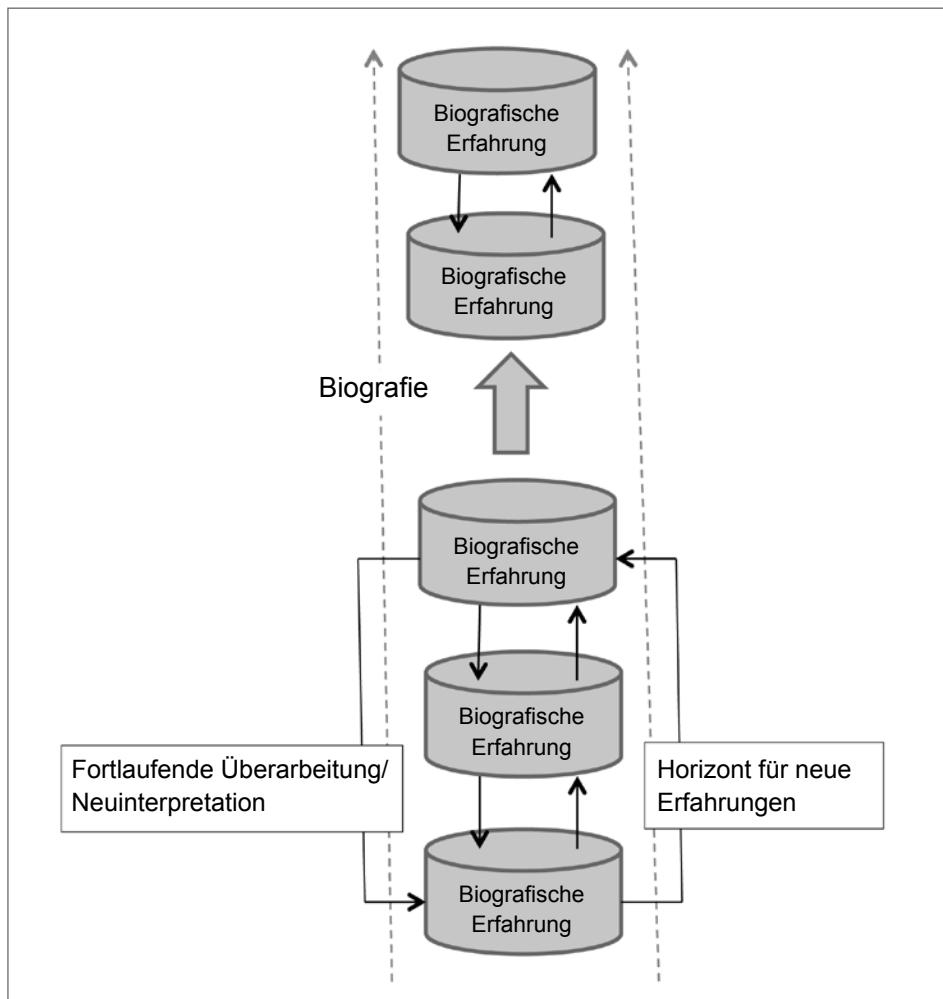 Biografische
Erfahrung
Biografische
Erfahrung
Biografie
Biografische
Erfahrung
Biografische
Erfahrung
Fortlaufende Überarbeitung/
Neuinterpretation
Horizont für neue
Erfahrungen
Biografische
Erfahrung